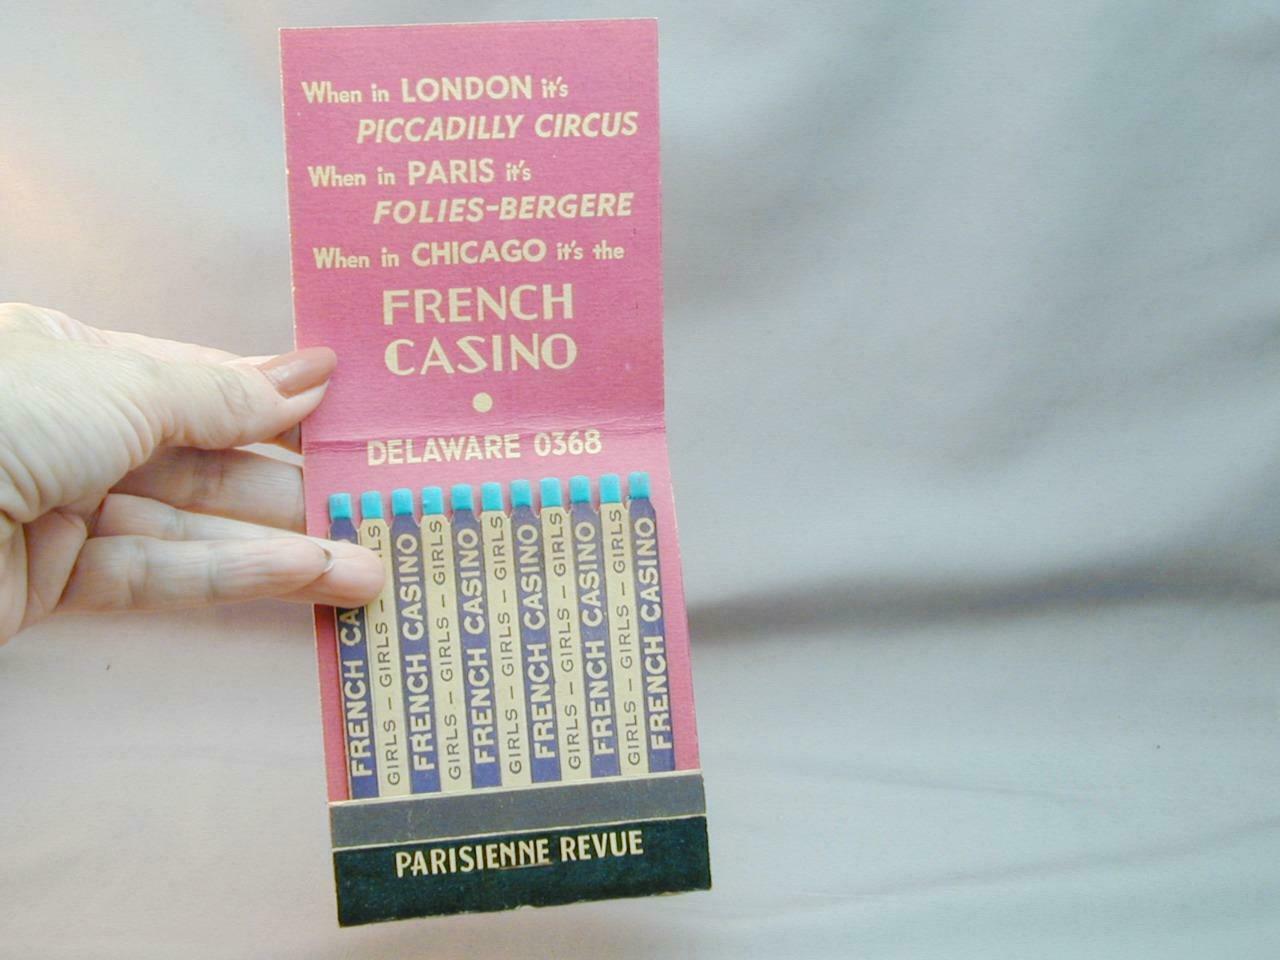 When in LONDON it's
PICCADILLY CIRCUS
When in PARIS it's
FOLIES-BERGERE
When in CHICAGO it's the
FRENCH
CASINO
DELAWARE 0368
FRENCH CA
GIRLS – GIRLS – LS
FRENCH CASINO
GIRLS – GIRLS – GIRLS
FRENCH CASINO
GIRLS – GIRLS – GIRLS
FRENCH CASINO
GIRLS – GIRLS – GIRLS
FRENCH CASINO
GIRLS – GIRLS – GIRLS
FRENCH CASINO
PARISIENNE REVUE